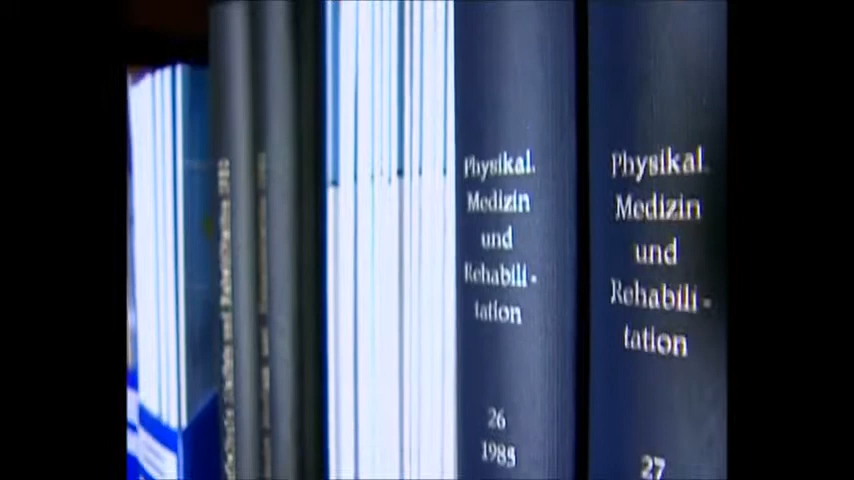 Physikal.
Medizin
und
Rehabili-
tation
26
1985
Physikal.
Medizin
und
Rehabili-
tation
27